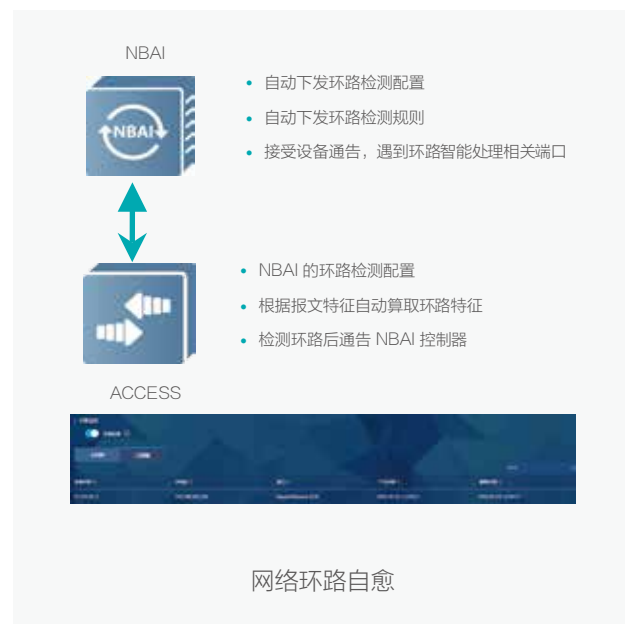 NBAI
NBAI
• 自动下发环路检测配置
• 自动下发环路检测规则
• 接受设备通告，遇到环路智能处理相关端口
• NBAI 的环路检测配置
• 根据报文特征自动算取环路特征
• 检测环路后通告 NBAI 控制器
ACCESS
网络环路自愈